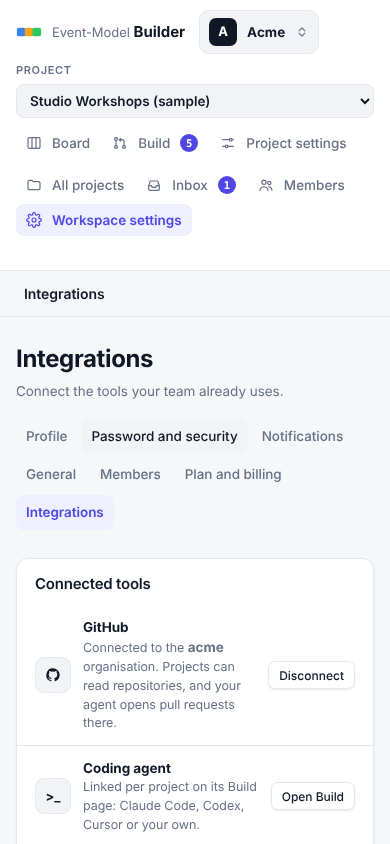 Event-Model Builder
A Acme
PROJECT
Studio Workshops (sample)
Board Build 5 Project settings
All projects Inbox 1 Members
Workspace settings
Integrations
Integrations
Connect the tools your team already uses.
Profile Password and security Notifications
General Members Plan and billing
Integrations
Connected tools
GitHub
Connected to the acme
organisation. Projects can
read repositories, and your
agent opens pull requests
there.
Disconnect
Coding agent
>_
Linked per project on its Build
page: Claude Code, Codex,
Cursor or your own.
Open Build